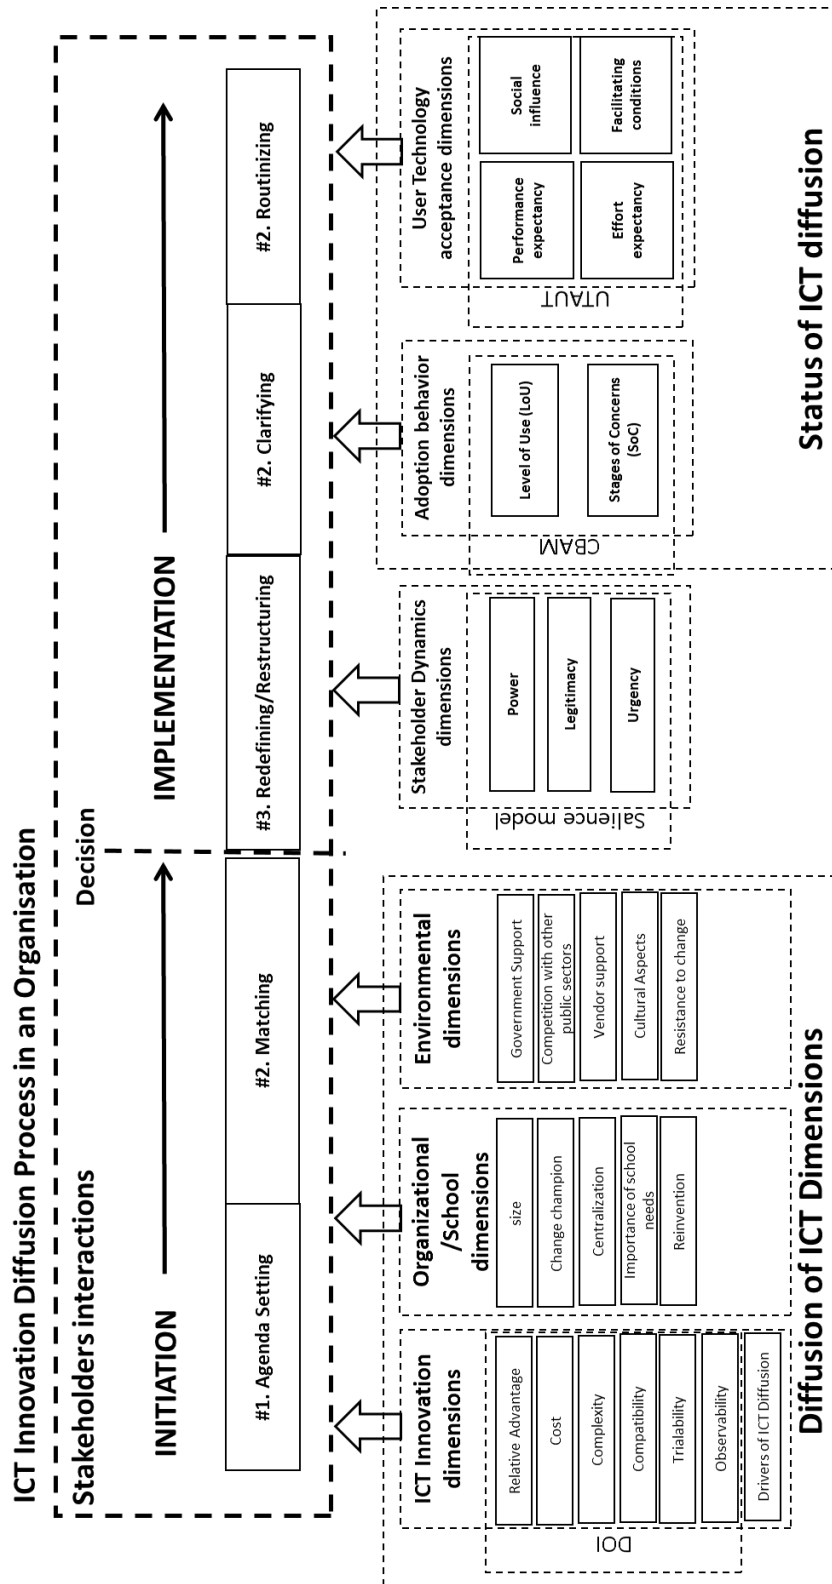 ICT Innovation Diffusion Process in an Organisation
Stakeholders interactions
Decision
INITIATION
IMPLEMENTATION
#1. Agenda Setting
#2. Matching
#3. Redefining/Restructuring
#2. Clarifying
#2. Routinizing
ICT Innovation
dimensions
DOI
Relative Advantage
Cost
Complexity
Compatibility
Trialability
Observability
Drivers of ICT Diffusion
Organizational
/School
dimensions
size
Change champion
Centralization
Importance of school
needs
Reinvention
Environmental
dimensions
Government Support
Competition with other
public sectors
Vendor support
Cultural Aspects
Resistance to change
Diffusion of ICT Dimensions
Stakeholder Dynamics
dimensions
Salience model
Power
Legitimacy
Urgency
Adoption behavior
dimensions
CBAM
Level of Use (LoU)
Stages of Concerns
(SoC)
User Technology
acceptance dimensions
UTAUT
Performance
expectancy
Social
influence
Effort
expectancy
Facilitating
conditions
Status of ICT diffusion